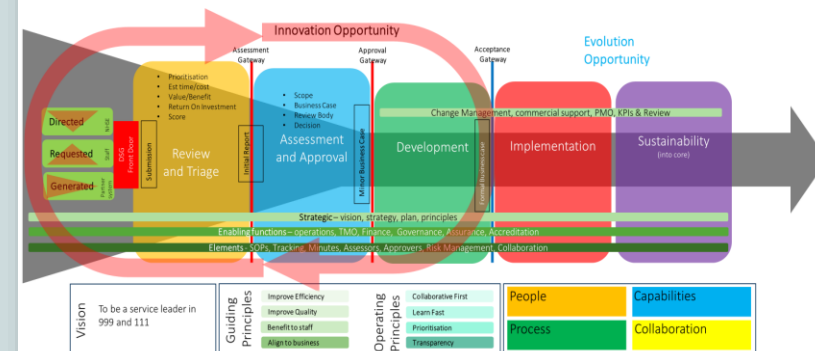 Innovation Opportunity
Evolution
Opportunity
Assessment
Gateway
Approval
Gateway
Acceptance
Gateway
• Prioritisation
• Est time/cost
• Value/Benefit
• Return On Investment
• Score
• Scope
• Business Case
• Review Body
• Decision
Change Management, commercial support, PMO, KPIs & Review
Directed
NHSE
Requested
Staff
Generated
Partner
System
DSG
Front Door
Submission
Review
and Triage
Initial Report
Assessment
and Approval
Minor Business Case
Development
Formal Business Case
Implementation
Sustainability
(into core)
Strategic – vision, strategy, plan, principles
Enabling functions – operations, TMO, Finance, Governance, Assurance, Accreditation
Elements - SOPs, Tracking, Minutes, Assessors, Approvers, Risk Management, Collaboration
Vision
To be a service leader in
999 and 111
Guiding
Principles
Improve Efficiency
Improve Quality
Benefit to staff
Align to business
Operating
Principles
Collaborative First
Learn Fast
Prioritisation
Transparency
People
Capabilities
Process
Collaboration